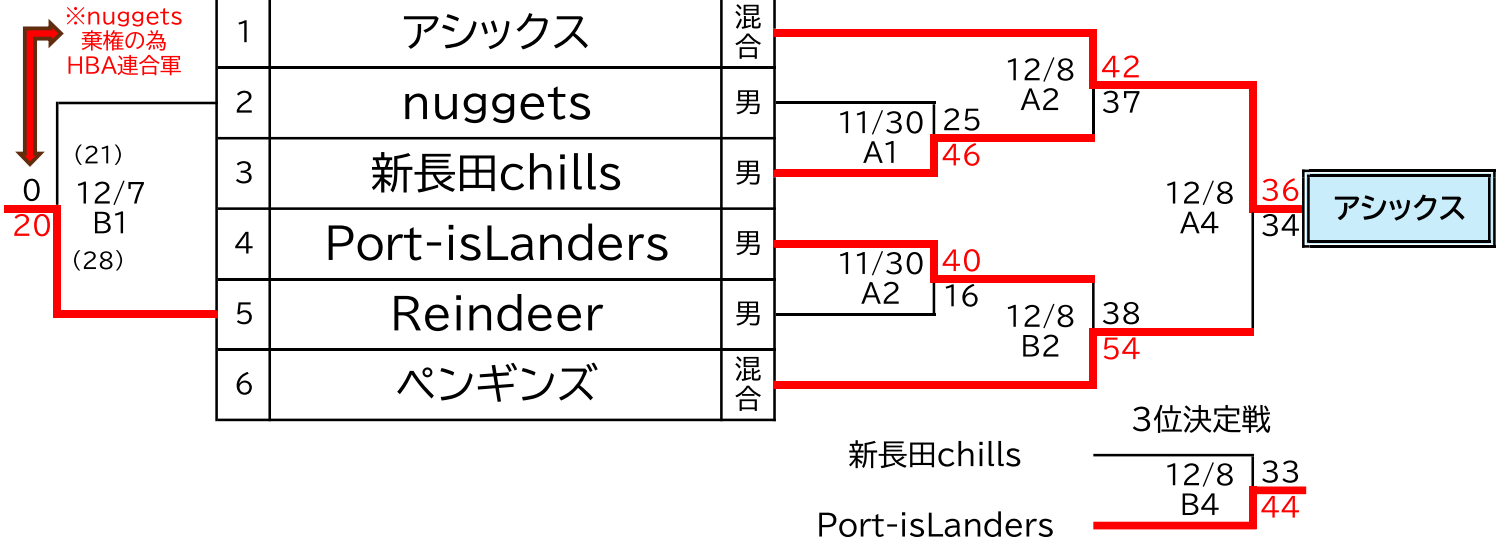 ※nuggets
棄権の為
HBA連合軍
0
20
(21)
12/7
B1
(28)
1 アシックス 混合
2 nuggets 男
3 新長田chills 男
4 Port-isLanders 男
5 Reindeer 男
6 ペンギンズ 混合
11/30
A1
25
46
11/30
A2
40
16
12/8
A2
42
37
12/8
B2
38
54
12/8
A4
36
34
アシックス
3位決定戦
新長田chills
Port-isLanders
12/8
B4
33
44